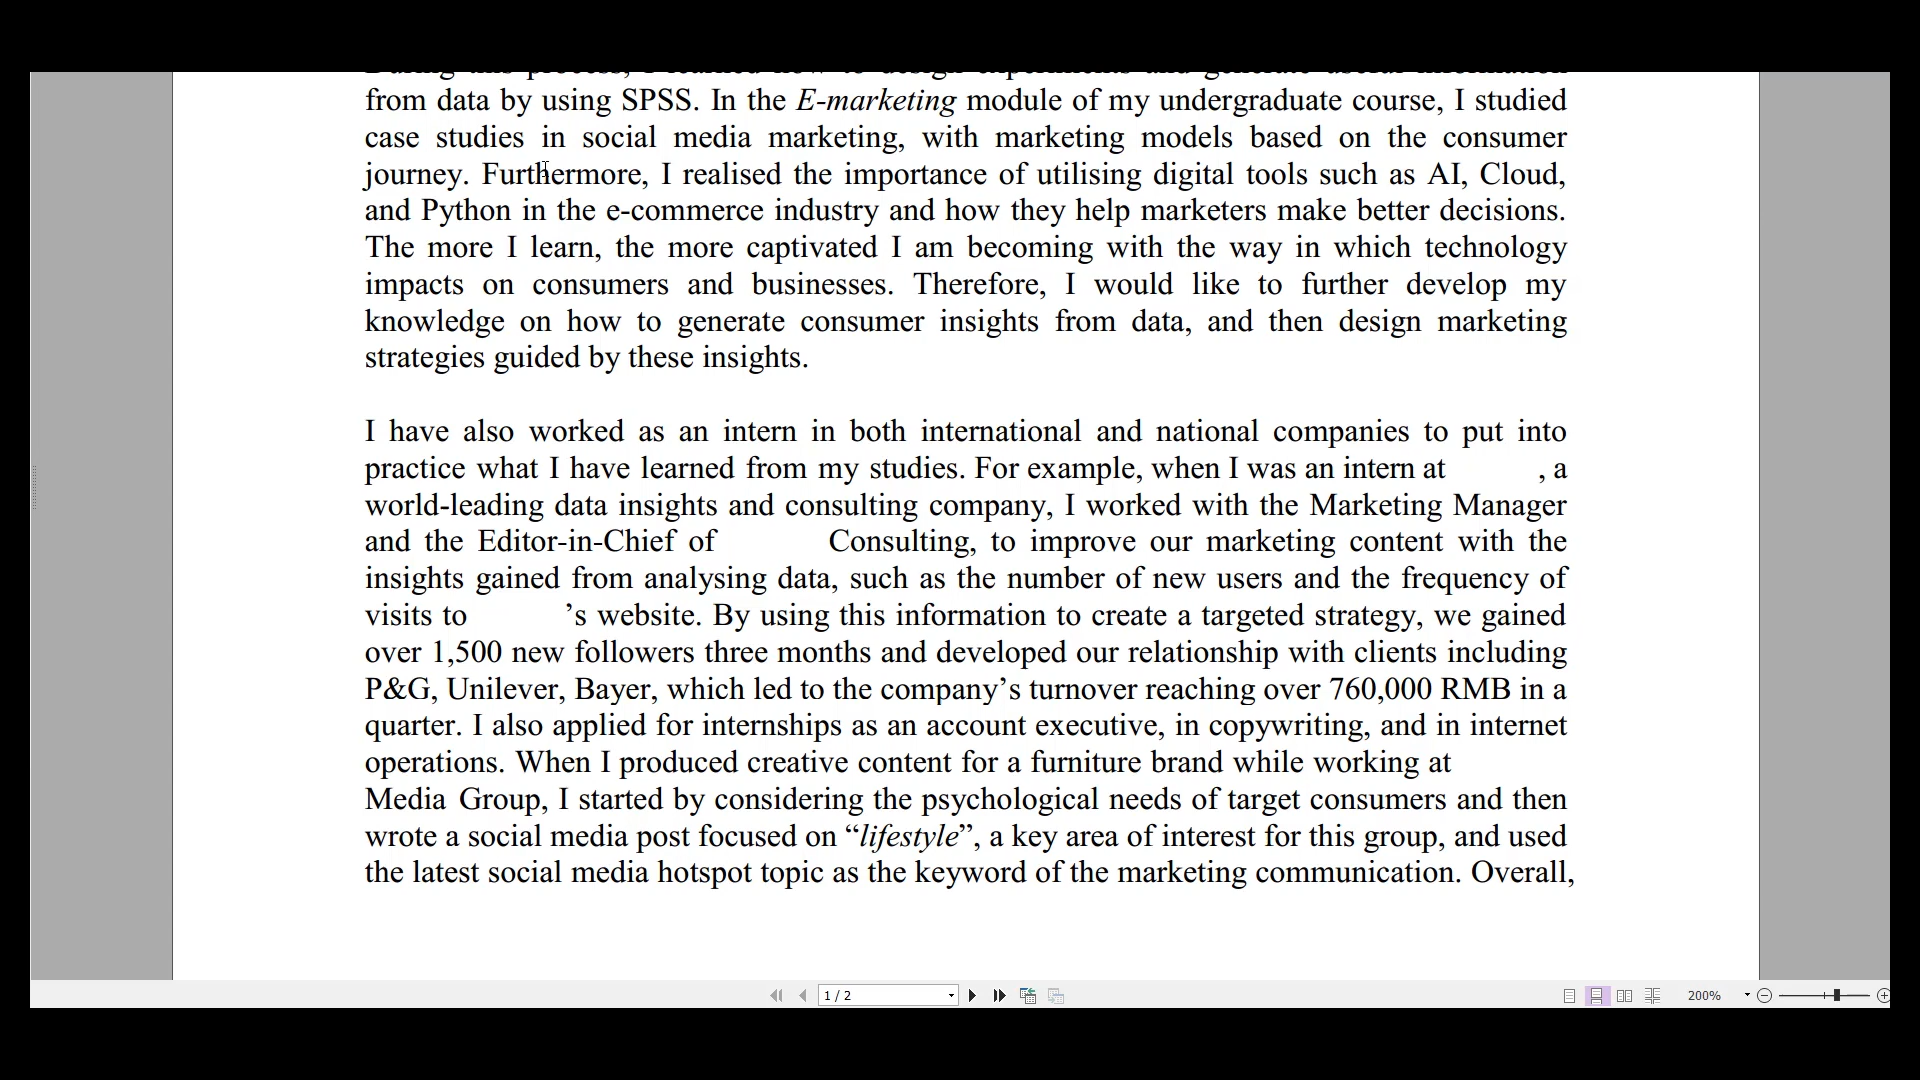 During this process, I learned how to design experiments and generate useful information
from data by using SPSS. In the E-marketing module of my undergraduate course, I studied
case studies in social media marketing, with marketing models based on the consumer
journey. Furthermore, I realised the importance of utilising digital tools such as AI, Cloud,
and Python in the e-commerce industry and how they help marketers make better decisions.
The more I learn, the more captivated I am becoming with the way in which technology
impacts on consumers and businesses. Therefore, I would like to further develop my
knowledge on how to generate consumer insights from data, and then design marketing
strategies guided by these insights.
I have also worked as an intern in both international and national companies to put into
practice what I have learned from my studies. For example, when I was an intern at , a
world-leading data insights and consulting company, I worked with the Marketing Manager
and the Editor-in-Chief of Consulting, to improve our marketing content with the
insights gained from analysing data, such as the number of new users and the frequency of
visits to ’s website. By using this information to create a targeted strategy, we gained
over 1,500 new followers three months and developed our relationship with clients including
P&G, Unilever, Bayer, which led to the company’s turnover reaching over 760,000 RMB in a
quarter. I also applied for internships as an account executive, in copywriting, and in internet
operations. When I produced creative content for a furniture brand while working at
Media Group, I started by considering the psychological needs of target consumers and then
wrote a social media post focused on “lifestyle”, a key area of interest for this group, and used
the latest social media hotspot topic as the keyword of the marketing communication. Overall,
1 / 2
200%